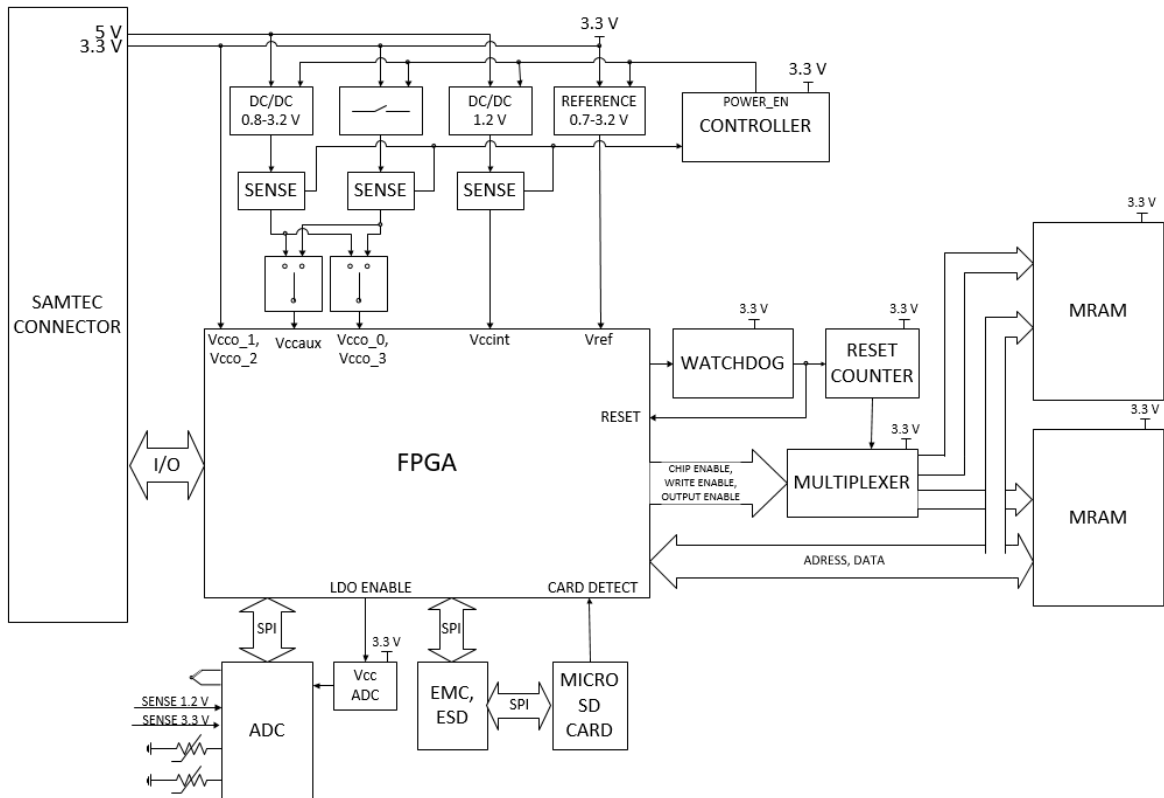 5 V
3.3 V
3.3 V
3.3 V
DC/DC
0.8-3.2 V
DC/DC
1.2 V
REFERENCE
0.7-3.2 V
POWER_EN
CONTROLLER
SENSE
SENSE
SENSE
SAMTEC
CONNECTOR
3.3 V
MRAM
Vcco_1,
Vcco_2
Vccaux
Vcco_0,
Vcco_3
Vccint
Vref
3.3 V
WATCHDOG
3.3 V
RESET
COUNTER
RESET
3.3 V
MRAM
I/O
FPGA
CHIP ENABLE,
WRITE ENABLE,
OUTPUT ENABLE
3.3 V
MULTIPLEXER
ADRESS, DATA
LDO ENABLE
CARD DETECT
SPI
SPI
3.3 V
Vcc
ADC
SENSE 1.2 V
SENSE 3.3 V
ADC
EMC,
ESD
SPI
MICRO
SD
CARD